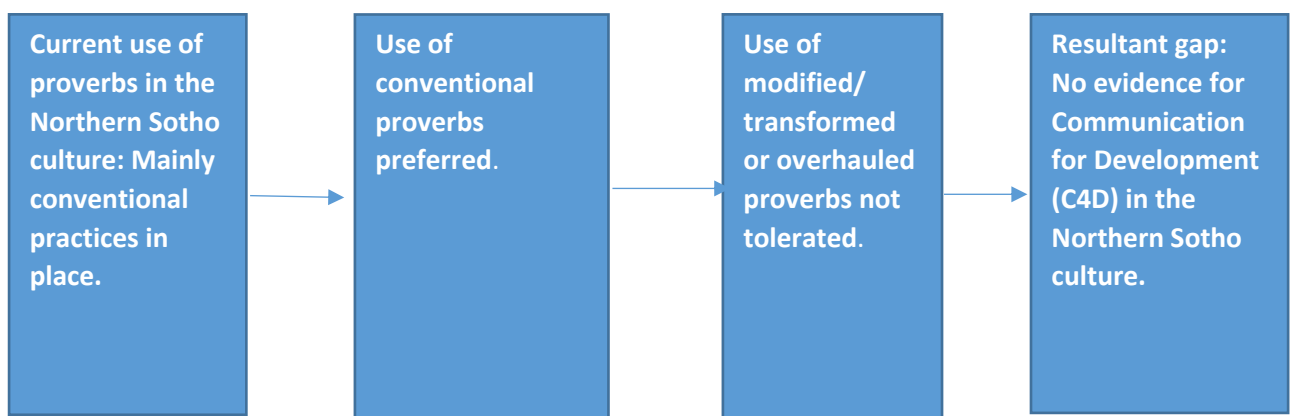 Current use of
proverbs in the
Northern Sotho
culture: Mainly
conventional
practices in
place.
Use of
conventional
proverbs
preferred.
Use of
modified/
transformed
or overhauled
proverbs not
tolerated.
Resultant gap:
No evidence for
Communication
for Development
(C4D) in the
Northern Sotho
culture.